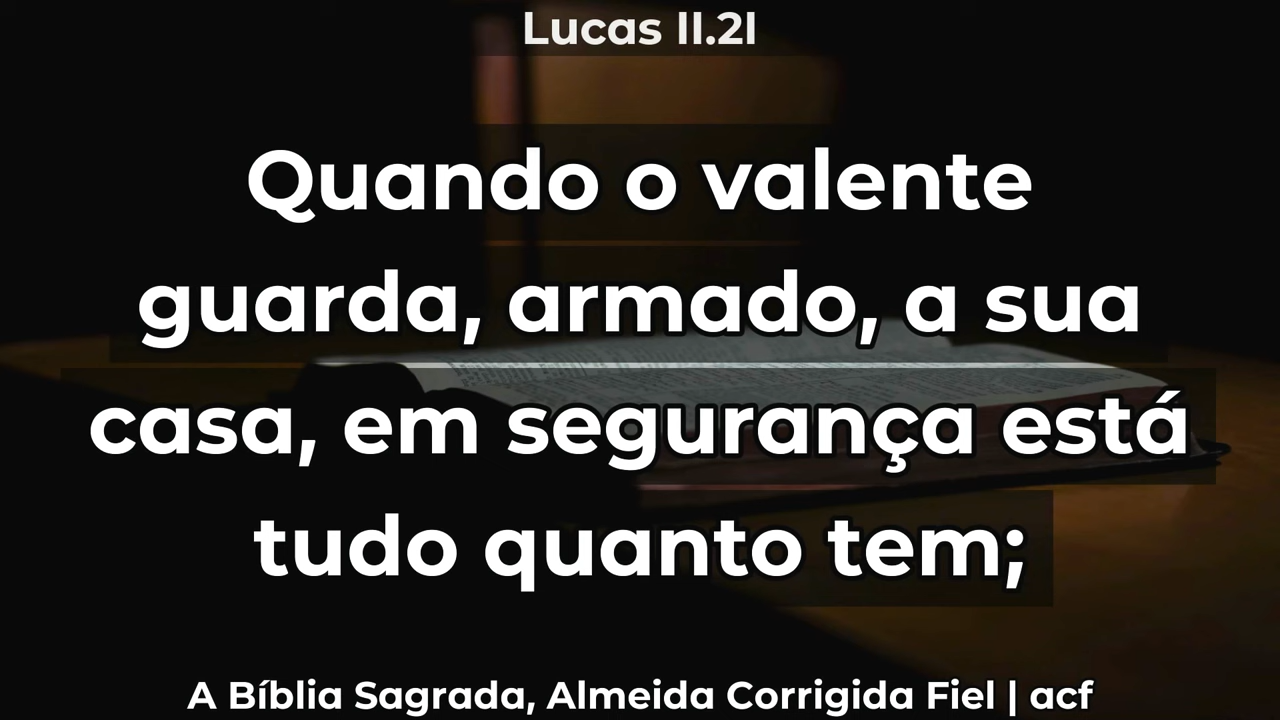 Lucas 11.21
Quando o valente
guarda, armado, a sua
casa, em segurança está
tudo quanto tem;
A Bíblia Sagrada, Almeida Corrigida Fiel | acf